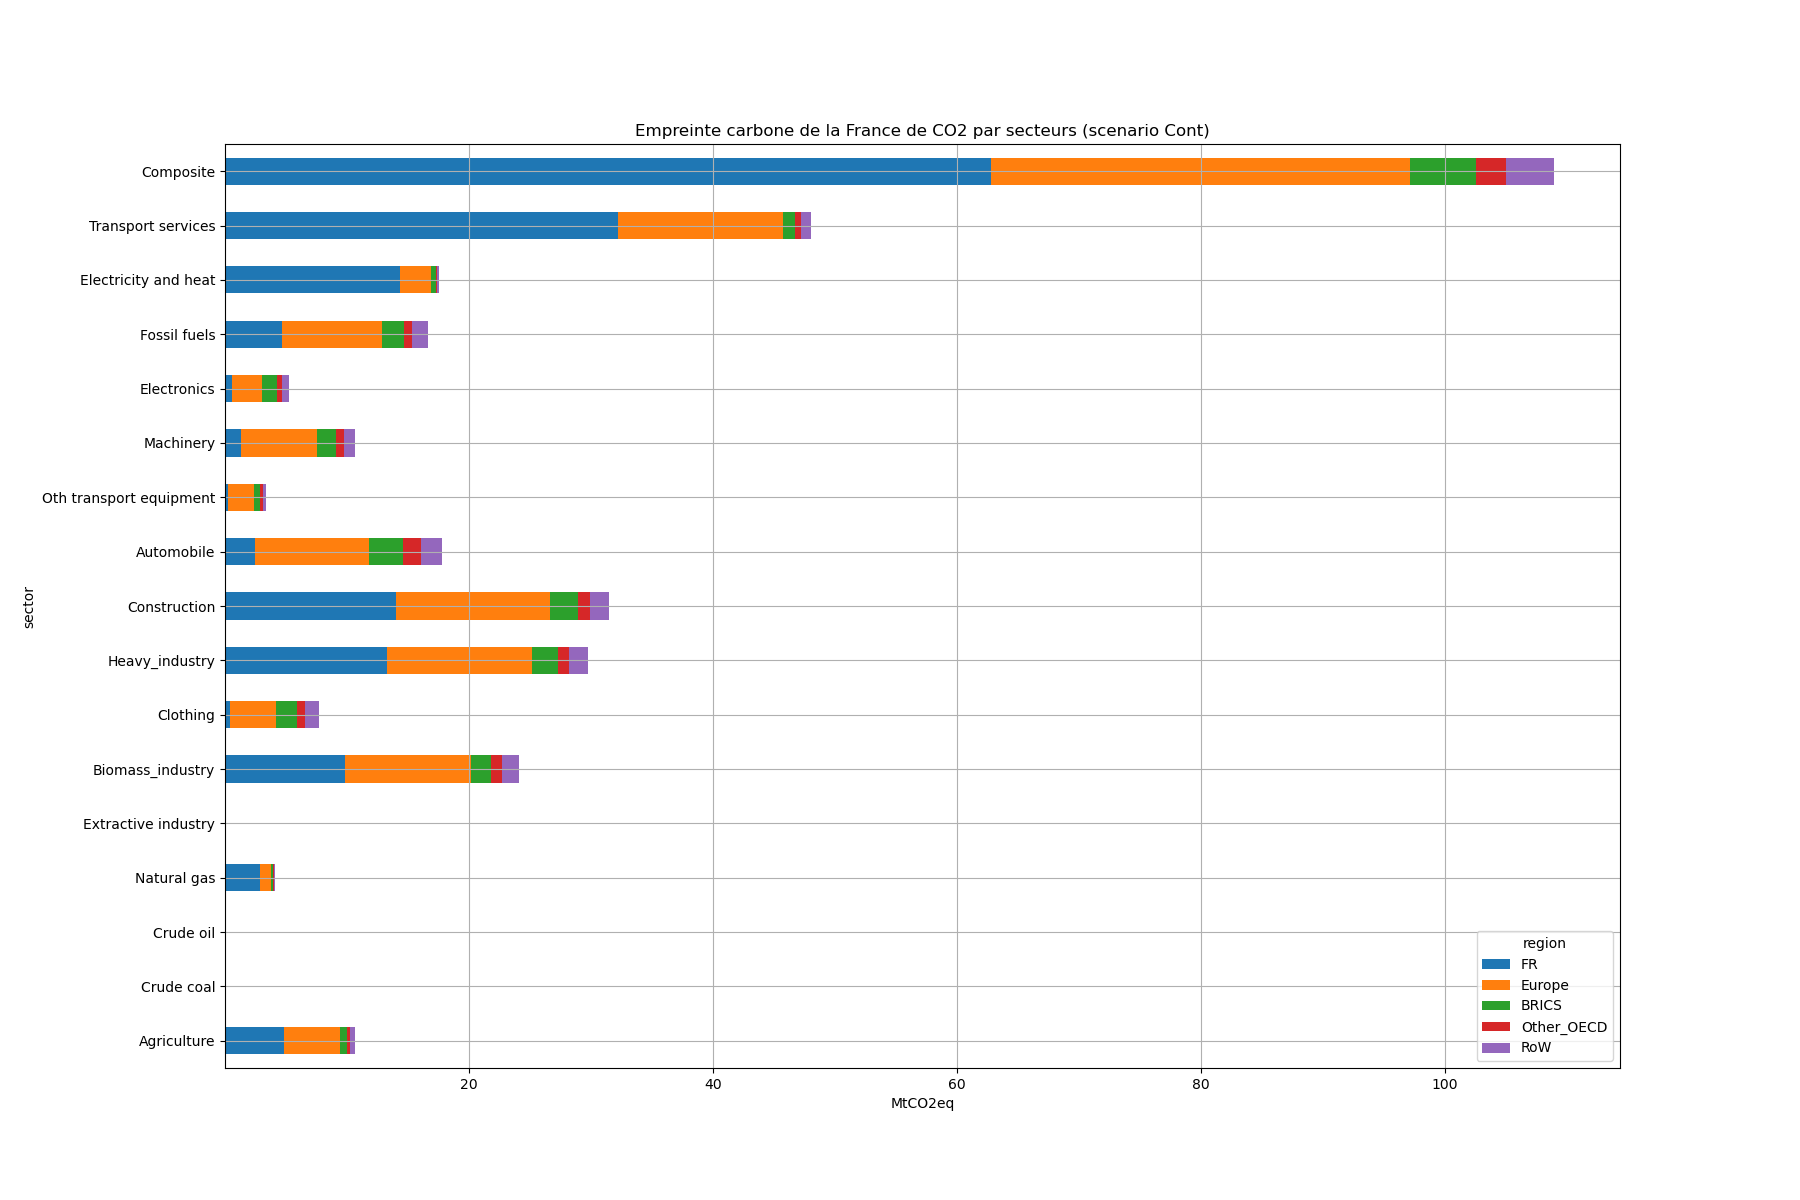 Empreinte carbone de la France de CO2 par secteurs (scenario Cont)
sector
Composite
Transport services
Electricity and heat
Fossil fuels
Electronics
Machinery
Oth transport equipment
Automobile
Construction
Heavy_industry
Clothing
Biomass_industry
Extractive industry
Natural gas
Crude oil
Crude coal
Agriculture
region
FR
Europe
BRICS
Other_OECD
RoW
20 40 60 80 100
MtCO2eq